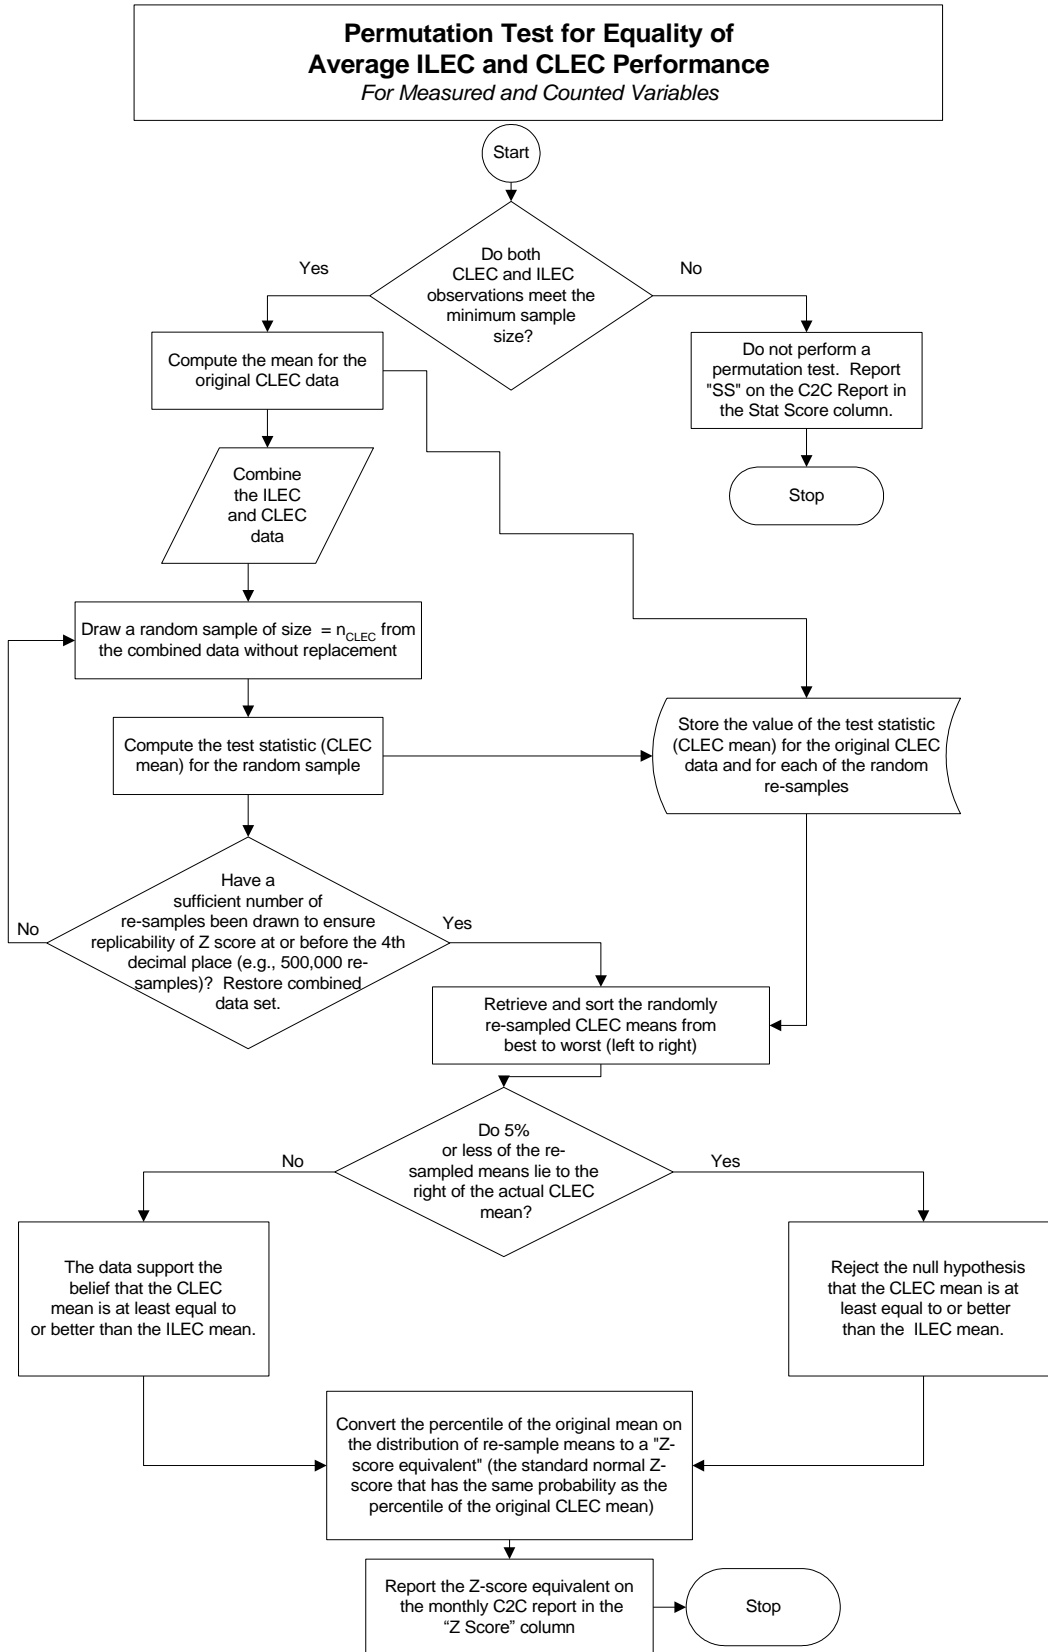 Permutation Test for Equality of
Average ILEC and CLEC Performance
For Measured and Counted Variables
Start
Do both
CLEC and ILEC
observations meet the
minimum sample
size?
Yes
No
Compute the mean for the
original CLEC data
Do not perform a
permutation test. Report
"SS" on the C2C Report in
the Stat Score column.
Combine
the ILEC
and CLEC
data
Stop
Draw a random sample of size = nCLEC from
the combined data without replacement
Compute the test statistic (CLEC
mean) for the random sample
Store the value of the test statistic
(CLEC mean) for the original CLEC
data and for each of the random
re-samples
Have a
sufficient number of
re-samples been drawn to ensure
replicability of Z score at or before the 4th
decimal place (e.g., 500,000 re-
samples)? Restore combined
data set.
No
Yes
Retrieve and sort the randomly
re-sampled CLEC means from
best to worst (left to right)
Do 5%
or less of the re-
sampled means lie to the
right of the actual CLEC
mean?
No
Yes
The data support the
belief that the CLEC
mean is at least equal to
or better than the ILEC mean.
Reject the null hypothesis
that the CLEC mean is at
least equal to or better
than the ILEC mean.
Convert the percentile of the original mean on
the distribution of re-sample means to a "Z-
score equivalent" (the standard normal Z-
score that has the same probability as the
percentile of the original CLEC mean)
Report the Z-score equivalent on
the monthly C2C report in the
“Z Score” column
Stop